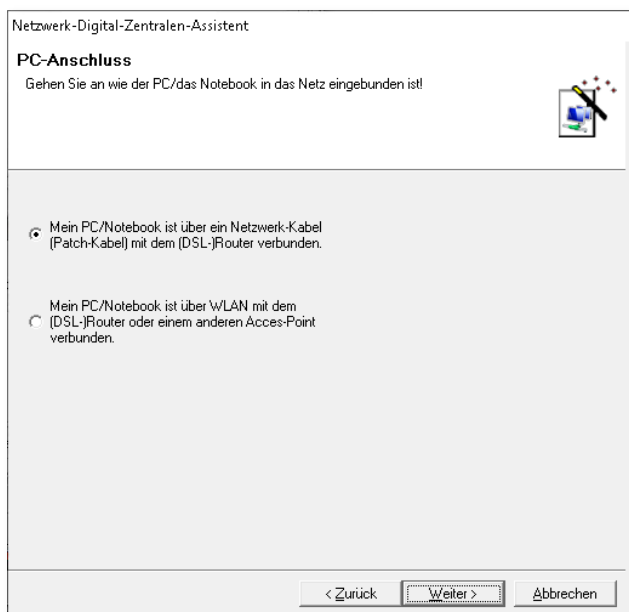 Netzwerk-Digital-Zentralen-Assistent
PC-Anschluss
Gehen Sie an wie der PC/das Notebook in das Netz eingebunden ist!
Mein PC/Notebook ist über ein Netzwerk-Kabel
(Patch-Kabel) mit dem (DSL-)Router verbunden.
Mein PC/Notebook ist über WLAN mit dem
(DSL-)Router oder einem anderen Acces-Point
verbunden.
< Zurück Weiter > Abbrechen